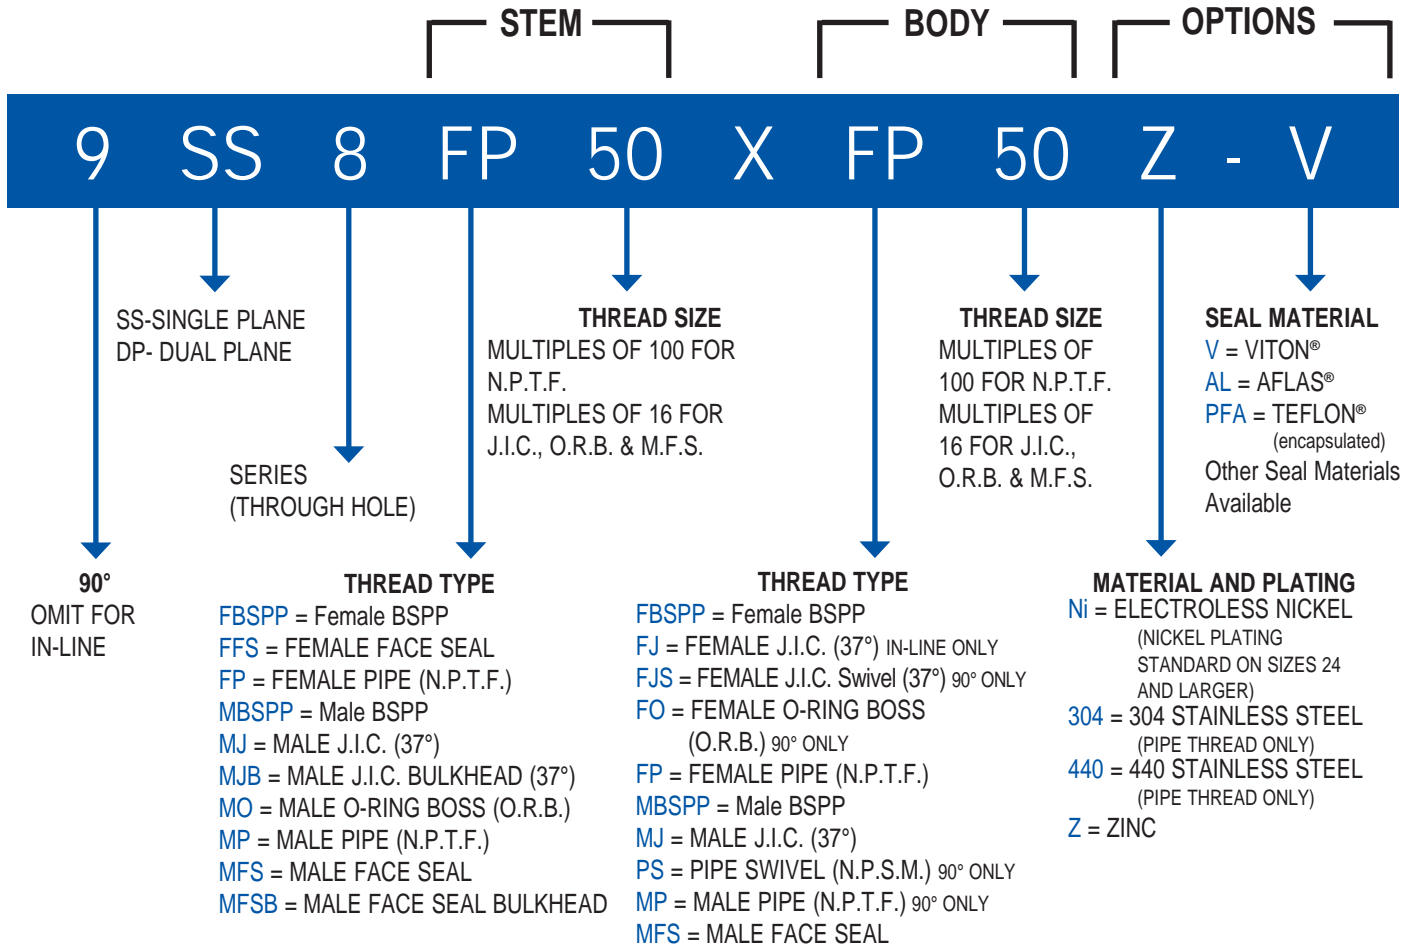 STEM
BODY
OPTIONS
9 SS 8 FP 50 X FP 50 Z - V
SS-SINGLE PLANE
DP- DUAL PLANE
SERIES
(THROUGH HOLE)
THREAD SIZE
MULTIPLES OF 100 FOR
N.P.T.F.
MULTIPLES OF 16 FOR
J.I.C., O.R.B. & M.F.S.
THREAD SIZE
MULTIPLES OF
100 FOR N.P.T.F.
MULTIPLES OF
16 FOR J.I.C.,
O.R.B. & M.F.S.
SEAL MATERIAL
V = VITON®
AL = AFLAS®
PFA = TEFLON®
(encapsulated)
Other Seal Materials
Available
90°
OMIT FOR
IN-LINE
THREAD TYPE
FBSPP = Female BSPP
FFS = FEMALE FACE SEAL
FP = FEMALE PIPE (N.P.T.F.)
MBSPP = Male BSPP
MJ = MALE J.I.C. (37°)
MJB = MALE J.I.C. BULKHEAD (37°)
MO = MALE O-RING BOSS (O.R.B.)
MP = MALE PIPE (N.P.T.F.)
MFS = MALE FACE SEAL
MFSB = MALE FACE SEAL BULKHEAD
THREAD TYPE
FBSPP = Female BSPP
FJ = FEMALE J.I.C. (37°) IN-LINE ONLY
FJS = FEMALE J.I.C. Swivel (37°) 90° ONLY
FO = FEMALE O-RING BOSS
(O.R.B.) 90° ONLY
FP = FEMALE PIPE (N.P.T.F.)
MBSPP = Male BSPP
MJ = MALE J.I.C. (37°)
PS = PIPE SWIVEL (N.P.S.M.) 90° ONLY
MP = MALE PIPE (N.P.T.F.) 90° ONLY
MFS = MALE FACE SEAL
MATERIAL AND PLATING
Ni = ELECTROLESS NICKEL
(NICKEL PLATING
STANDARD ON SIZES 24
AND LARGER)
304 = 304 STAINLESS STEEL
(PIPE THREAD ONLY)
440 = 440 STAINLESS STEEL
(PIPE THREAD ONLY)
Z = ZINC